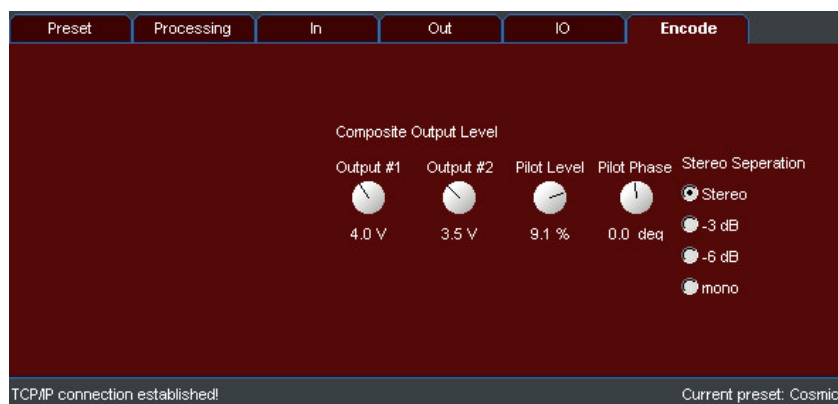 Preset Processing In Out IO Encode
Composite Output Level
Output #1 Output #2 Pilot Level Pilot Phase Stereo Seperation
Stereo
-3 dB
4.0 V 3.5 V 9.1 % 0.0 deg
-6 dB
mono
TCP/IP connection established! Current preset: Cosmic